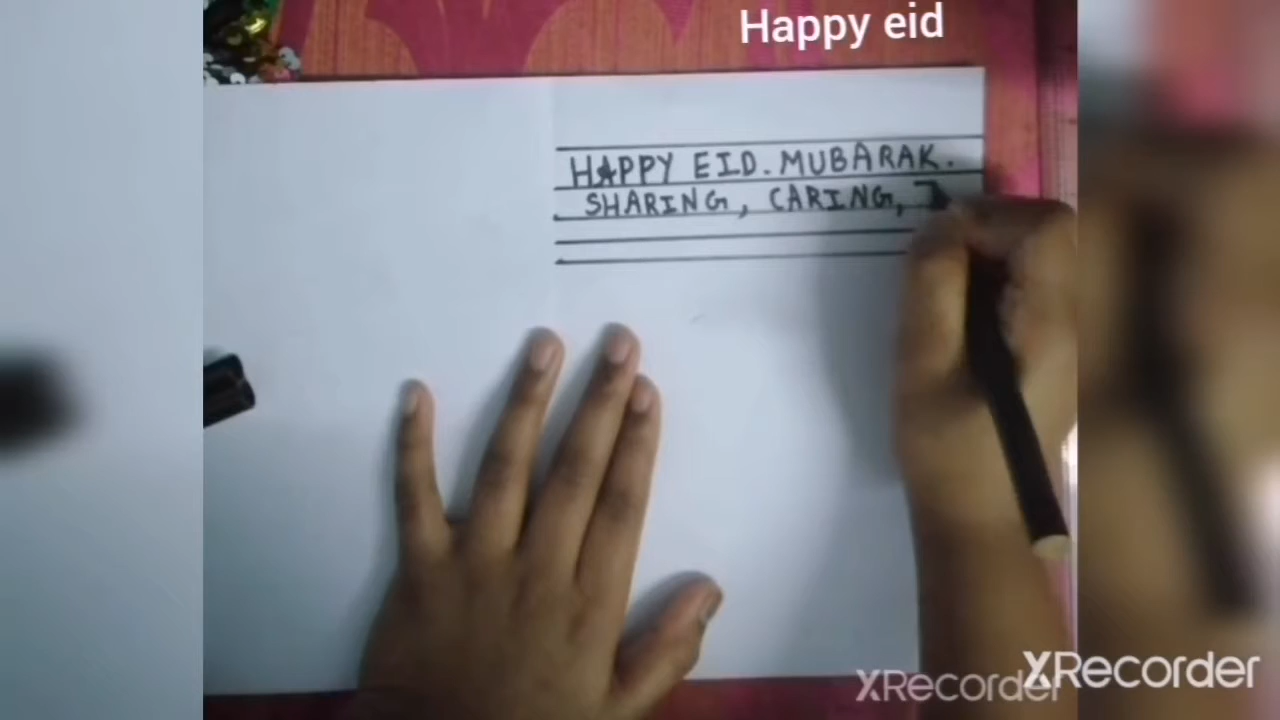 Happy eid
HAPPY EID. MUBARAK.
SHARING, CARING,
XRecorder
XRecorder